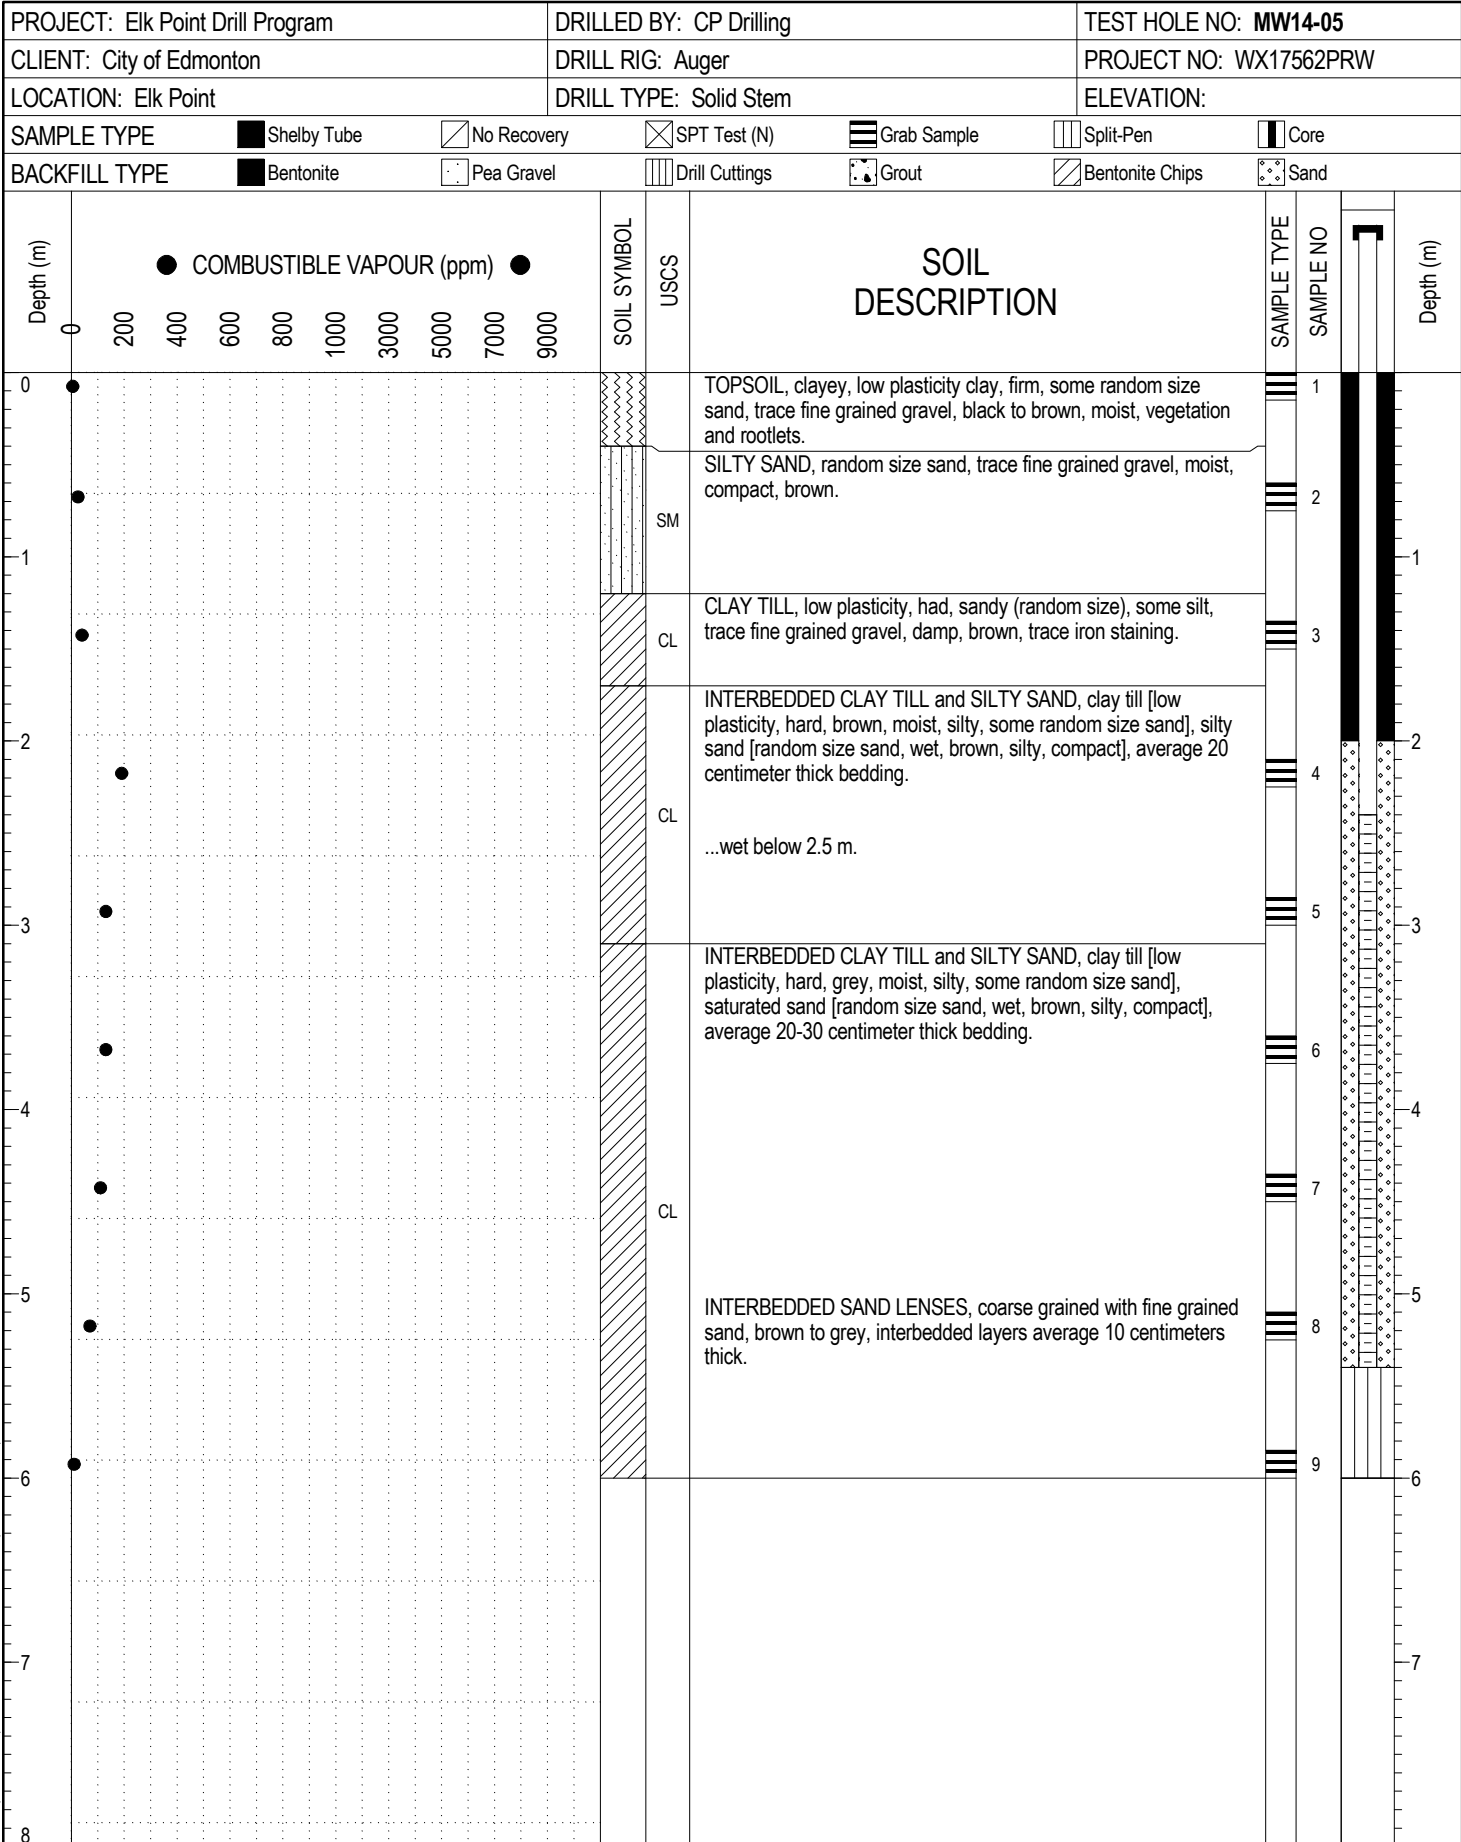 PROJECT: Elk Point Drill Program
DRILLED BY: CP Drilling
TEST HOLE NO: MW14-05
CLIENT: City of Edmonton
DRILL RIG: Auger
PROJECT NO: WX17562PRW
LOCATION: Elk Point
DRILL TYPE: Solid Stem
ELEVATION:
SAMPLE TYPE
Shelby Tube
No Recovery
SPT Test (N)
Grab Sample
Split-Pen
Core
BACKFILL TYPE
Bentonite
Pea Gravel
Drill Cuttings
Grout
Bentonite Chips
Sand
Depth (m)
COMBUSTIBLE VAPOUR (ppm)
0 200 400 600 800 1000 3000 5000 7000 9000
SOIL SYMBOL
USCS
SOIL
DESCRIPTION
SAMPLE TYPE
SAMPLE NO
Depth (m)
0
TOPSOIL, clayey, low plasticity clay, firm, some random size
sand, trace fine grained gravel, black to brown, moist, vegetation
and rootlets.
1
SILTY SAND, random size sand, trace fine grained gravel, moist,
compact, brown.
2
SM
1
1
CLAY TILL, low plasticity, had, sandy (random size), some silt,
trace fine grained gravel, damp, brown, trace iron staining.
CL
3
INTERBEDDED CLAY TILL and SILTY SAND, clay till [low
plasticity, hard, brown, moist, silty, some random size sand], silty
sand [random size sand, wet, brown, silty, compact], average 20
centimeter thick bedding.
2
2
4
CL
...wet below 2.5 m.
5
3
3
INTERBEDDED CLAY TILL and SILTY SAND, clay till [low
plasticity, hard, grey, moist, silty, some random size sand],
saturated sand [random size sand, wet, brown, silty, compact],
average 20-30 centimeter thick bedding.
6
4
4
7
CL
5
5
INTERBEDDED SAND LENSES, coarse grained with fine grained
sand, brown to grey, interbedded layers average 10 centimeters
thick.
8
9
6
6
7
7
8